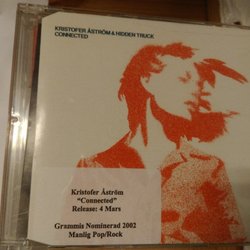 KRISTOFER ÅSTRÖM & HIDDEN TRUCK
CONNECTED
Kristofer Åström
"Connected"
Release: 4 Mars
Grammis Nominerad 2002
Manlig Pop/Rock